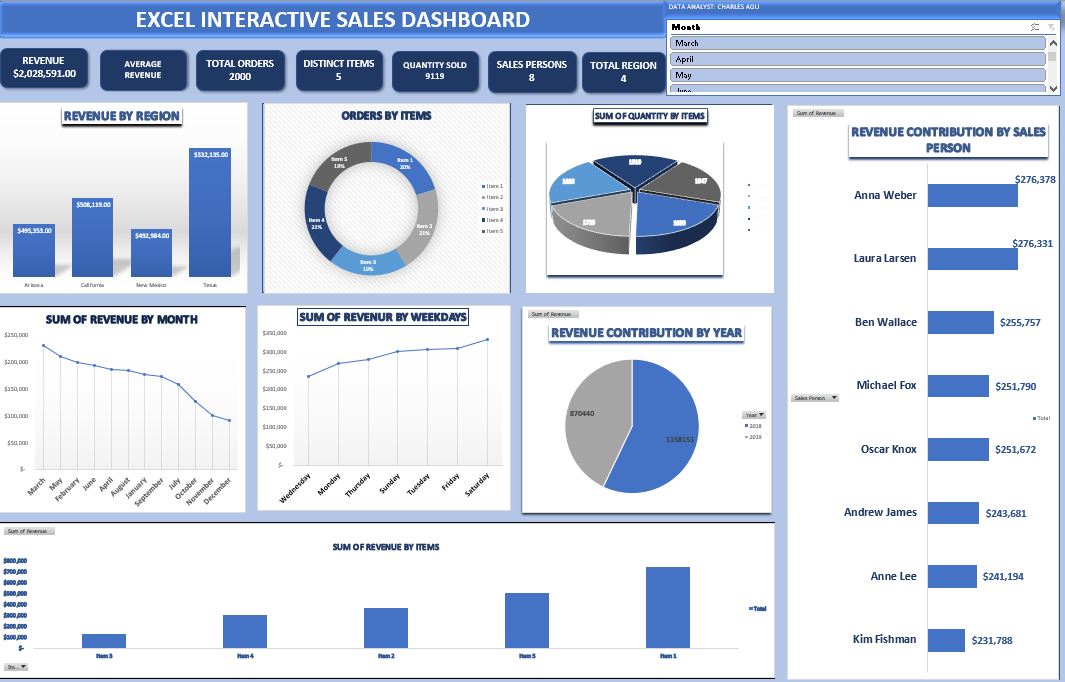 EXCEL INTERACTIVE SALES DASHBOARD
DATA ANALYST: CHARLES AGU
Month
March
April
May
June
REVENUE
$2,028,591.00
AVERAGE
REVENUE
TOTAL ORDERS
2000
DISTINCT ITEMS
5
QUANTITY SOLD
9119
SALES PERSONS
8
TOTAL REGION
4
REVENUE BY REGION
$495,353.00
$508,119.00
$492,984.00
$532,135.00
Arizona
California
New Mexico
Texas
ORDERS BY ITEMS
Item 1
20%
Item 2
21%
Item 3
19%
Item 4
21%
Item 5
19%
Item 1
Item 2
Item 3
Item 4
Item 5
SUM OF QUANTITY BY ITEMS
Sum of Revenue
REVENUE CONTRIBUTION BY SALES
PERSON
Anna Weber
$276,378
Laura Larsen
$276,331
Ben Wallace
$255,757
Michael Fox
$251,790
Sales Person
Total
Oscar Knox
$251,672
Andrew James
$243,681
Anne Lee
$241,194
Kim Fishman
$231,788
SUM OF REVENUE BY MONTH
$250,000
$200,000
$150,000
$100,000
$50,000
$-
March
May
February
June
April
August
January
September
July
October
November
December
SUM OF REVENUR BY WEEKDAYS
$350,000
$300,000
$250,000
$200,000
$150,000
$100,000
$50,000
$-
Wednesday
Monday
Thursday
Sunday
Tuesday
Friday
Saturday
Sum of Revenue
REVENUE CONTRIBUTION BY YEAR
870440
1158151
Year
2018
2019
Sum of Revenue
SUM OF REVENUE BY ITEMS
$800,000
$700,000
$600,000
$500,000
$400,000
$300,000
$200,000
$100,000
$-
Item 3
Item 4
Item 2
Item 5
Item 1
Total
Ite...